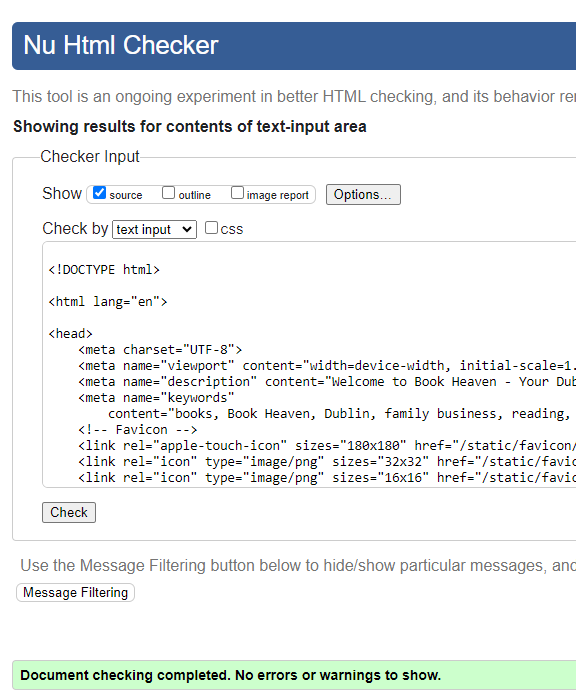 Nu Html Checker
This tool is an ongoing experiment in better HTML checking, and its behavior
Showing results for contents of text-input area
Checker Input
Show source outline image report Options...
Check by text input css
<!DOCTYPE html>
<html lang="en">
<head>
<meta charset="UTF-8">
<meta name="viewport" content="width=device-width, initial-scale=1.
<meta name="description" content="Welcome to Book Heaven - Your
<meta name="keywords"
content="books, Book Heaven, Dublin, family business, reading,
<!-- Favicon -->
<link rel="apple-touch-icon" sizes="180x180" href="/static/favicon/
<link rel="icon" type="image/png" sizes="32x32" href="/static/
<link rel="icon" type="image/png" sizes="16x16" href="/static/
Check
Use the Message Filtering button below to hide/show particular messages, and
Message Filtering
Document checking completed. No errors or warnings to show.